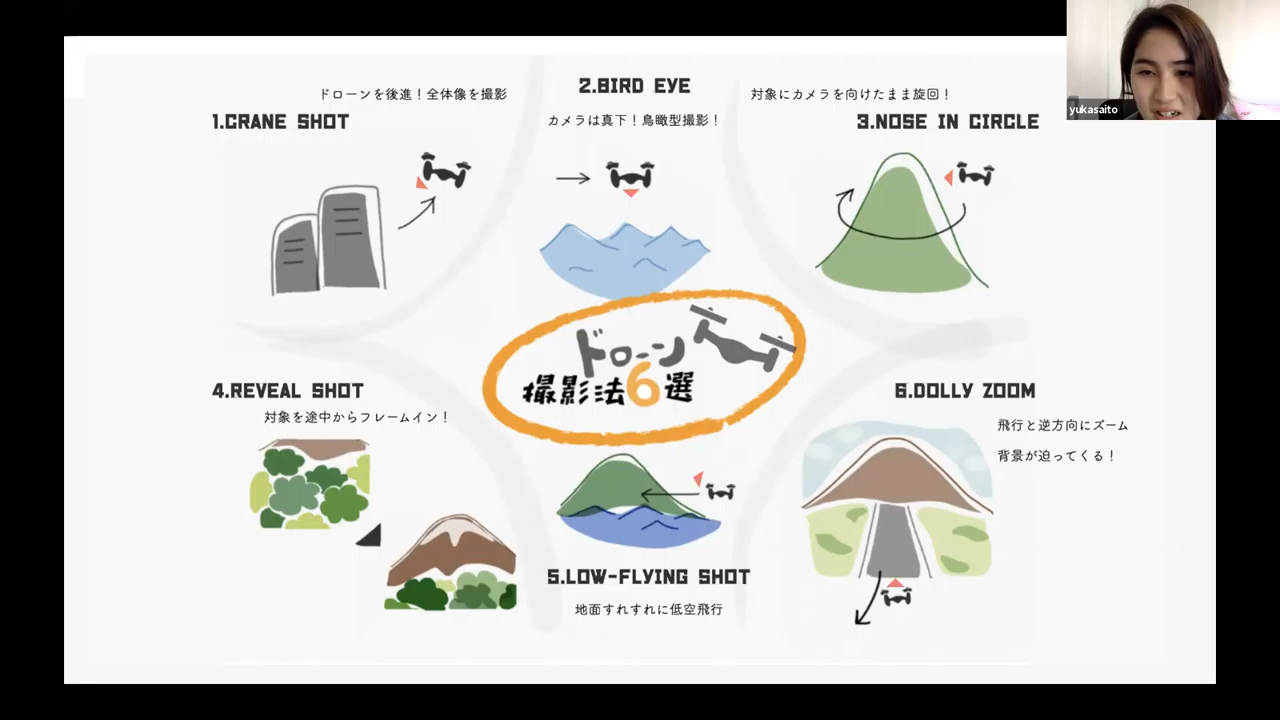 yukasaito
ドローンを後進！全体像を撮影
1.CRANE SHOT
2.BIRD EYE
カメラは真下！鳥瞰型撮影！
対象にカメラを向けたまま旋回！
3.NOSE IN CIRCLE
ドローン
撮影法6選
4.REVEAL SHOT
対象を途中からフレームイン！
5.LOW-FLYING SHOT
地面すれすれに低空飛行
6.DOLLY ZOOM
飛行と逆方向にズーム
背景が迫ってくる！